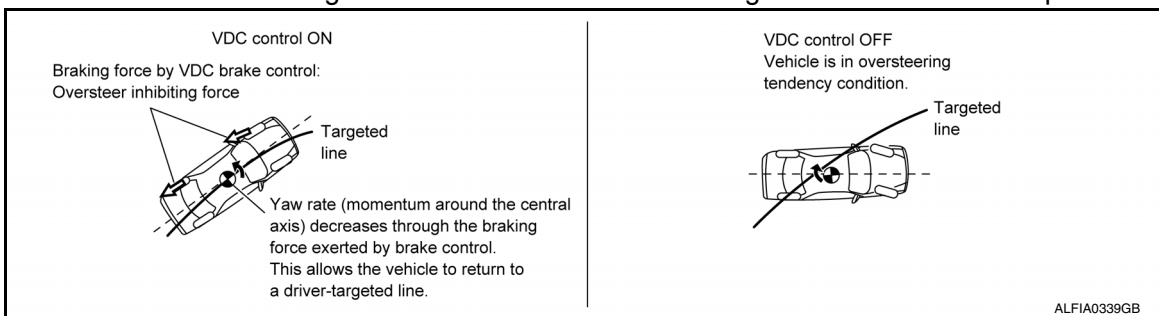 VDC control ON
Braking force by VDC brake control:
Oversteer inhibiting force
Targeted
line
Yaw rate (momentum around the central
axis) decreases through the braking
force exerted by brake control.
This allows the vehicle to return to
a driver-targeted line.
VDC control OFF
Vehicle is in oversteering
tendency condition.
Targeted
line
ALFIA0339GB